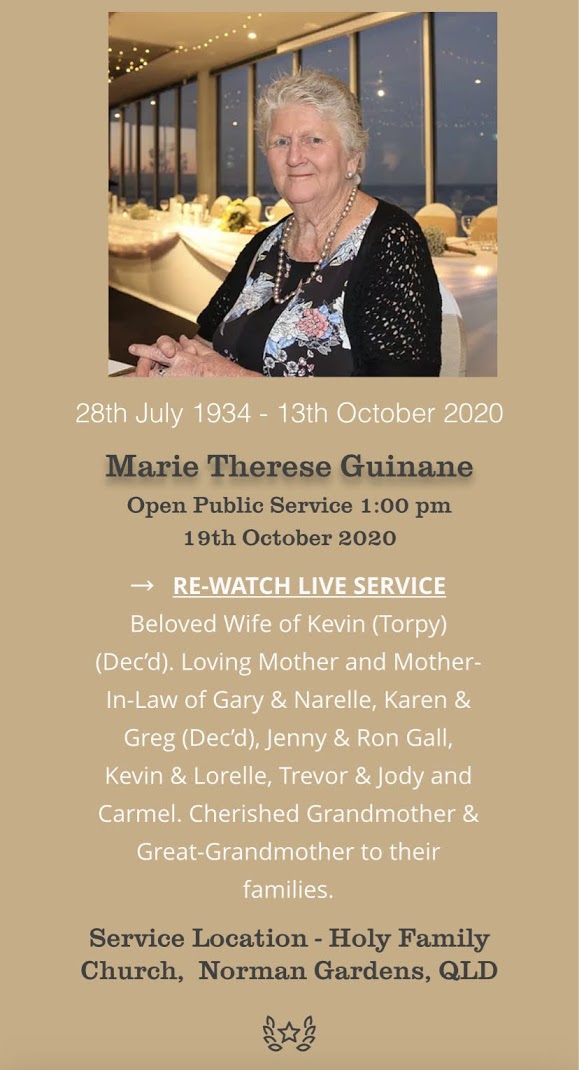 28th July 1934 - 13th October 2020
Marie Therese Guinane
Open Public Service 1:00 pm
19th October 2020
→ RE-WATCH LIVE SERVICE
Beloved Wife of Kevin (Torpy)
(Dec’d). Loving Mother and Mother-
In-Law of Gary & Narelle, Karen &
Greg (Dec’d), Jenny & Ron Gall,
Kevin & Lorelle, Trevor & Jody and
Carmel. Cherished Grandmother &
Great-Grandmother to their
families.
Service Location - Holy Family
Church, Norman Gardens, QLD